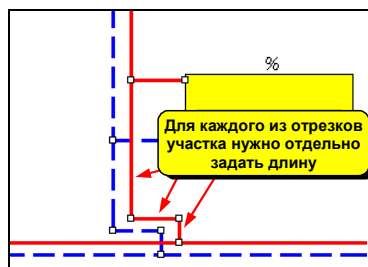 %
Для каждого из отрезков
участка нужно отдельно
задать длину